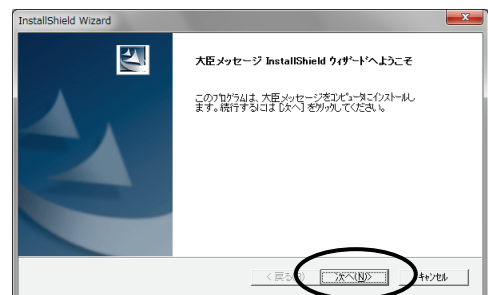 InstallShield Wizard
大臣メッセージ InstallShield ウィザードへようこそ
このプログラムは、大臣メッセージをコンピュータにインストールし
ます。続行するには [次へ] をクリックしてください。
< 戻る(B) 次へ(N)> キャンセル